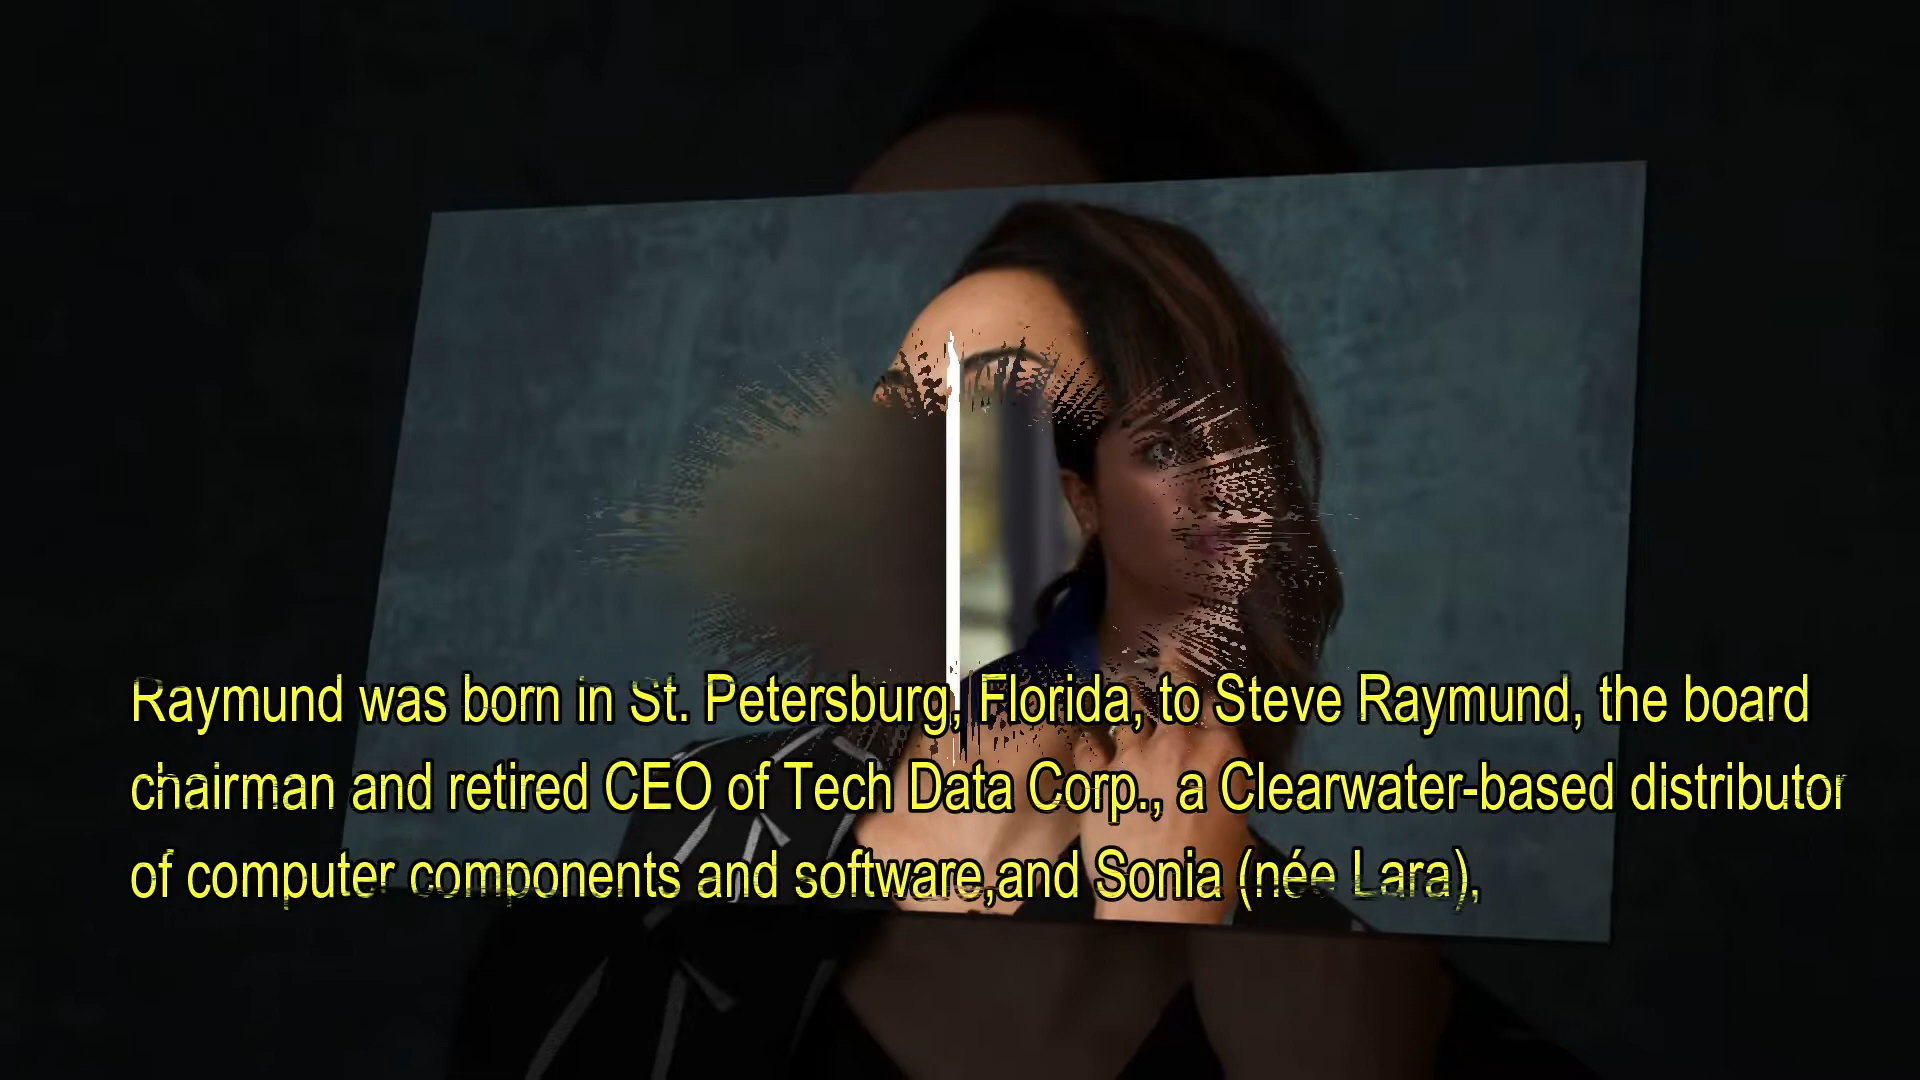 Raymund was born in St. Petersburg, Florida, to Steve Raymund, the board
chairman and retired CEO of Tech Data Corp., a Clearwater-based distributor
of computer components and software,and Sonia (née Lara),